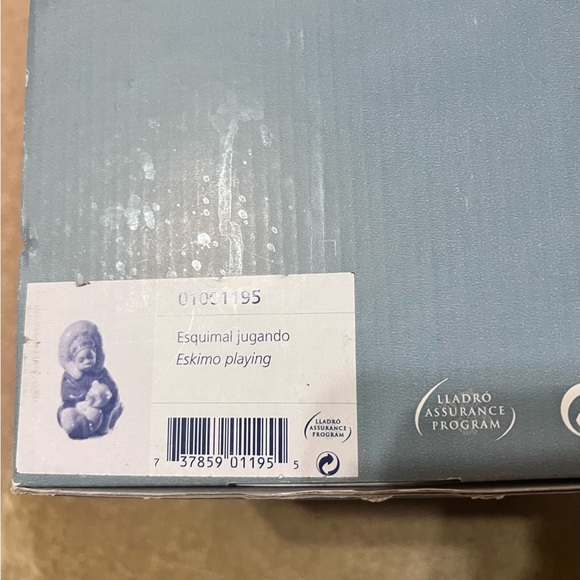 01001195
Esquimal jugando
Eskimo playing
LLADRÓ
ASSURANCE
PROGRAM
7 37859 01195 5
LLADRÓ
ASSURANCE
PROGRAM